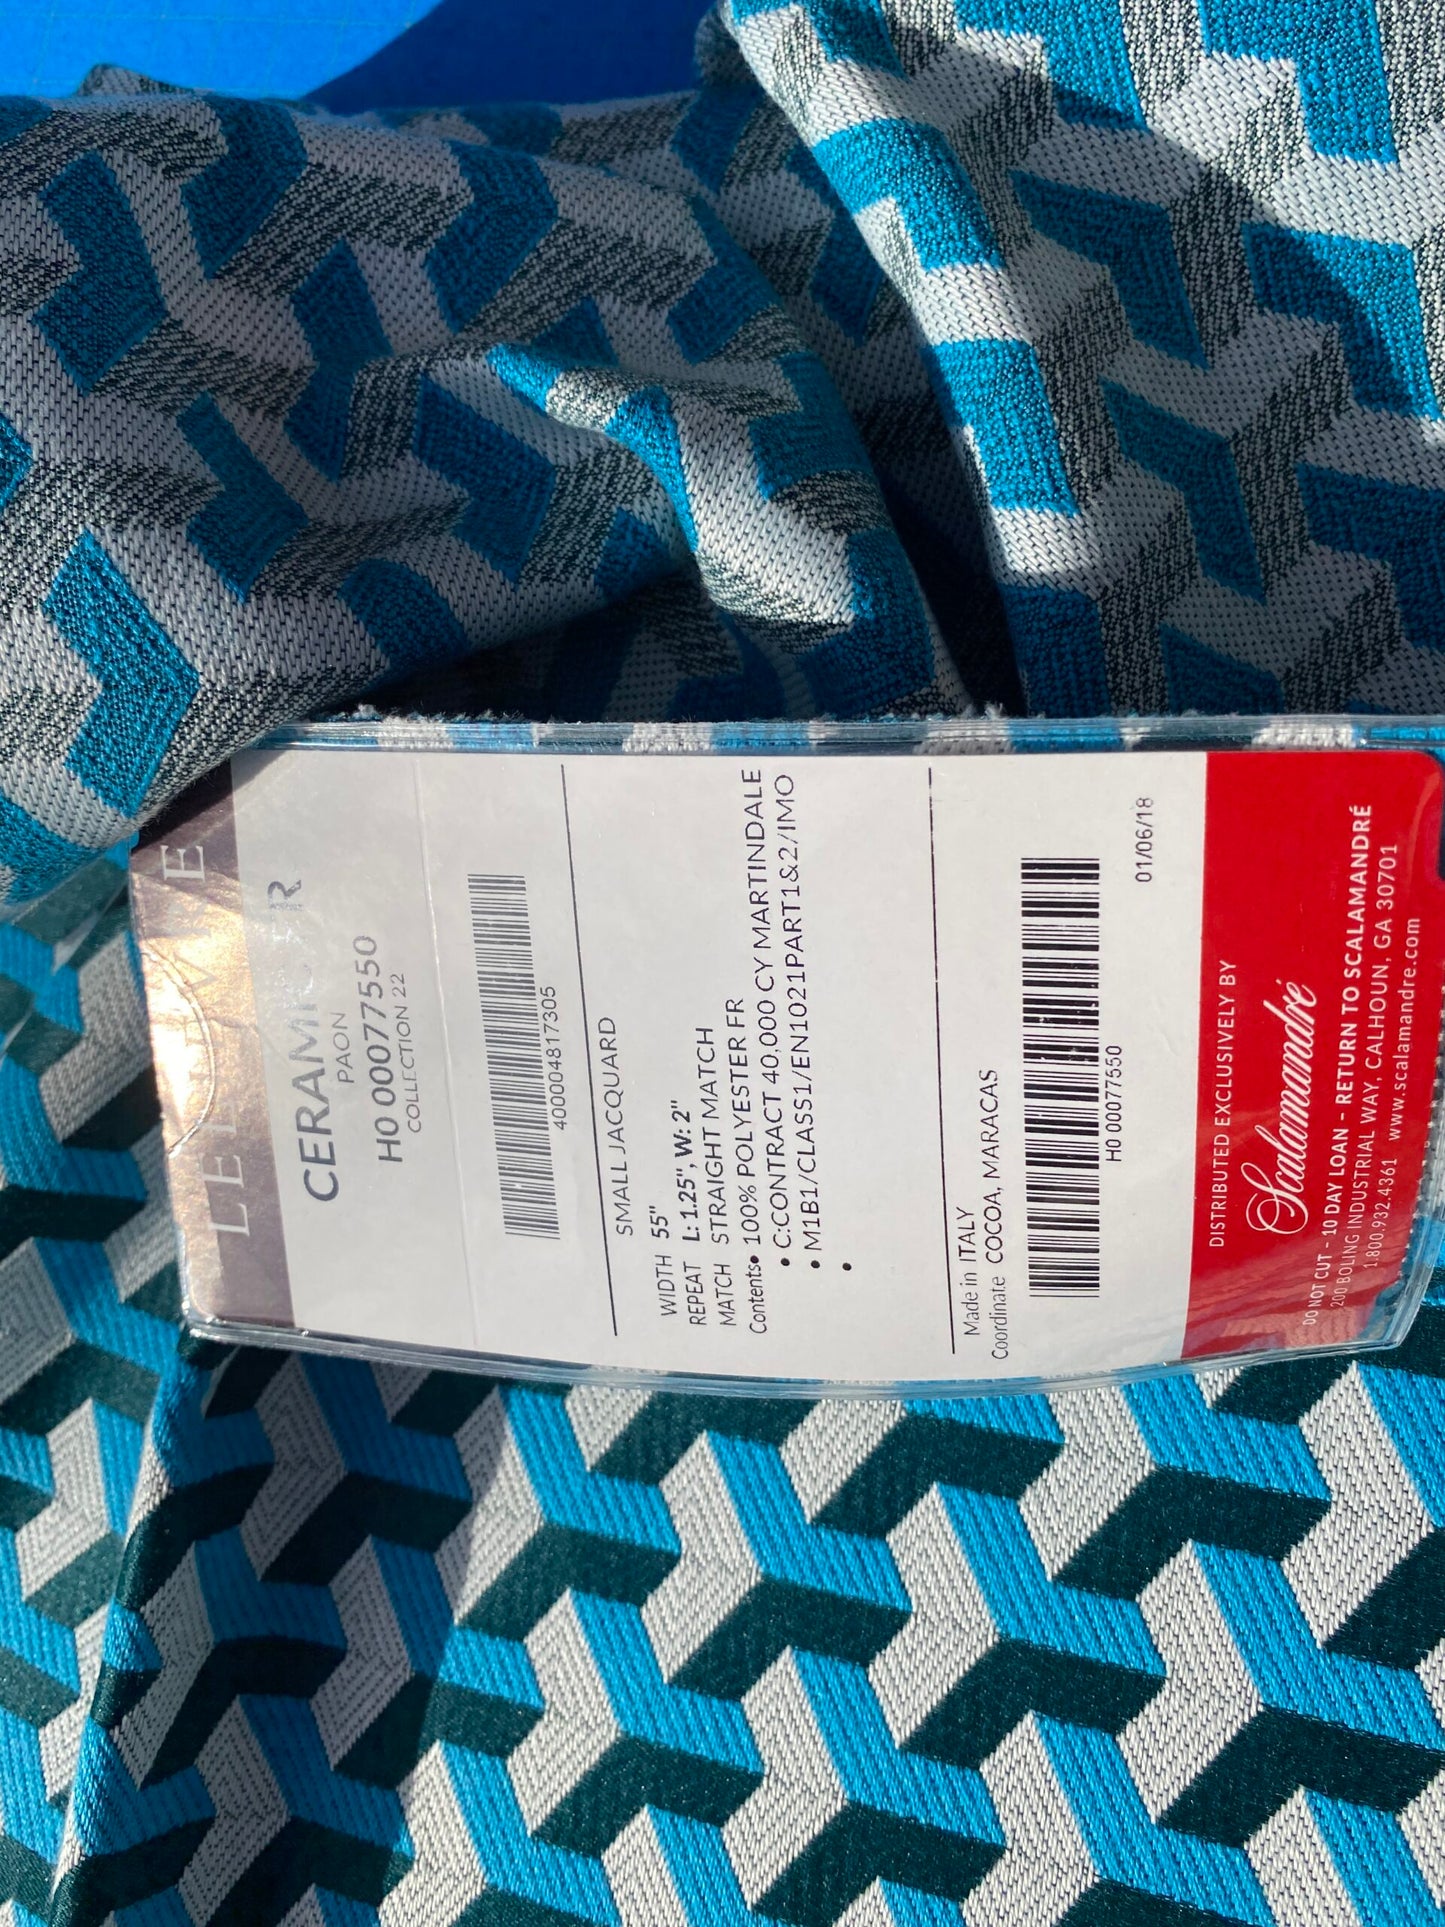 CERAMI
PAON
H0 00077550
COLLECTION 22
400004817305
SMALL JACQUARD
WIDTH 55"
REPEAT L: 1.25", W: 2"
MATCH STRAIGHT MATCH
Contents• 100% POLYESTER FR
• C:CONTRACT 40,000 CY MARTINDALE
• M1B1/CLASS1/EN1021PART1&2/IMO
•
Made in ITALY
Coordinate COCOA, MARACAS
H0 00077550
01/06/18
DISTRIBUTED EXCLUSIVELY BY
Scalamandré
DO NOT CUT - 10 DAY LOAN - RETURN TO SCALAMANDRÉ
200 BOLING INDUSTRIAL WAY, CALHOUN, GA 30701
1.800.932.4361 www.scalamandre.com